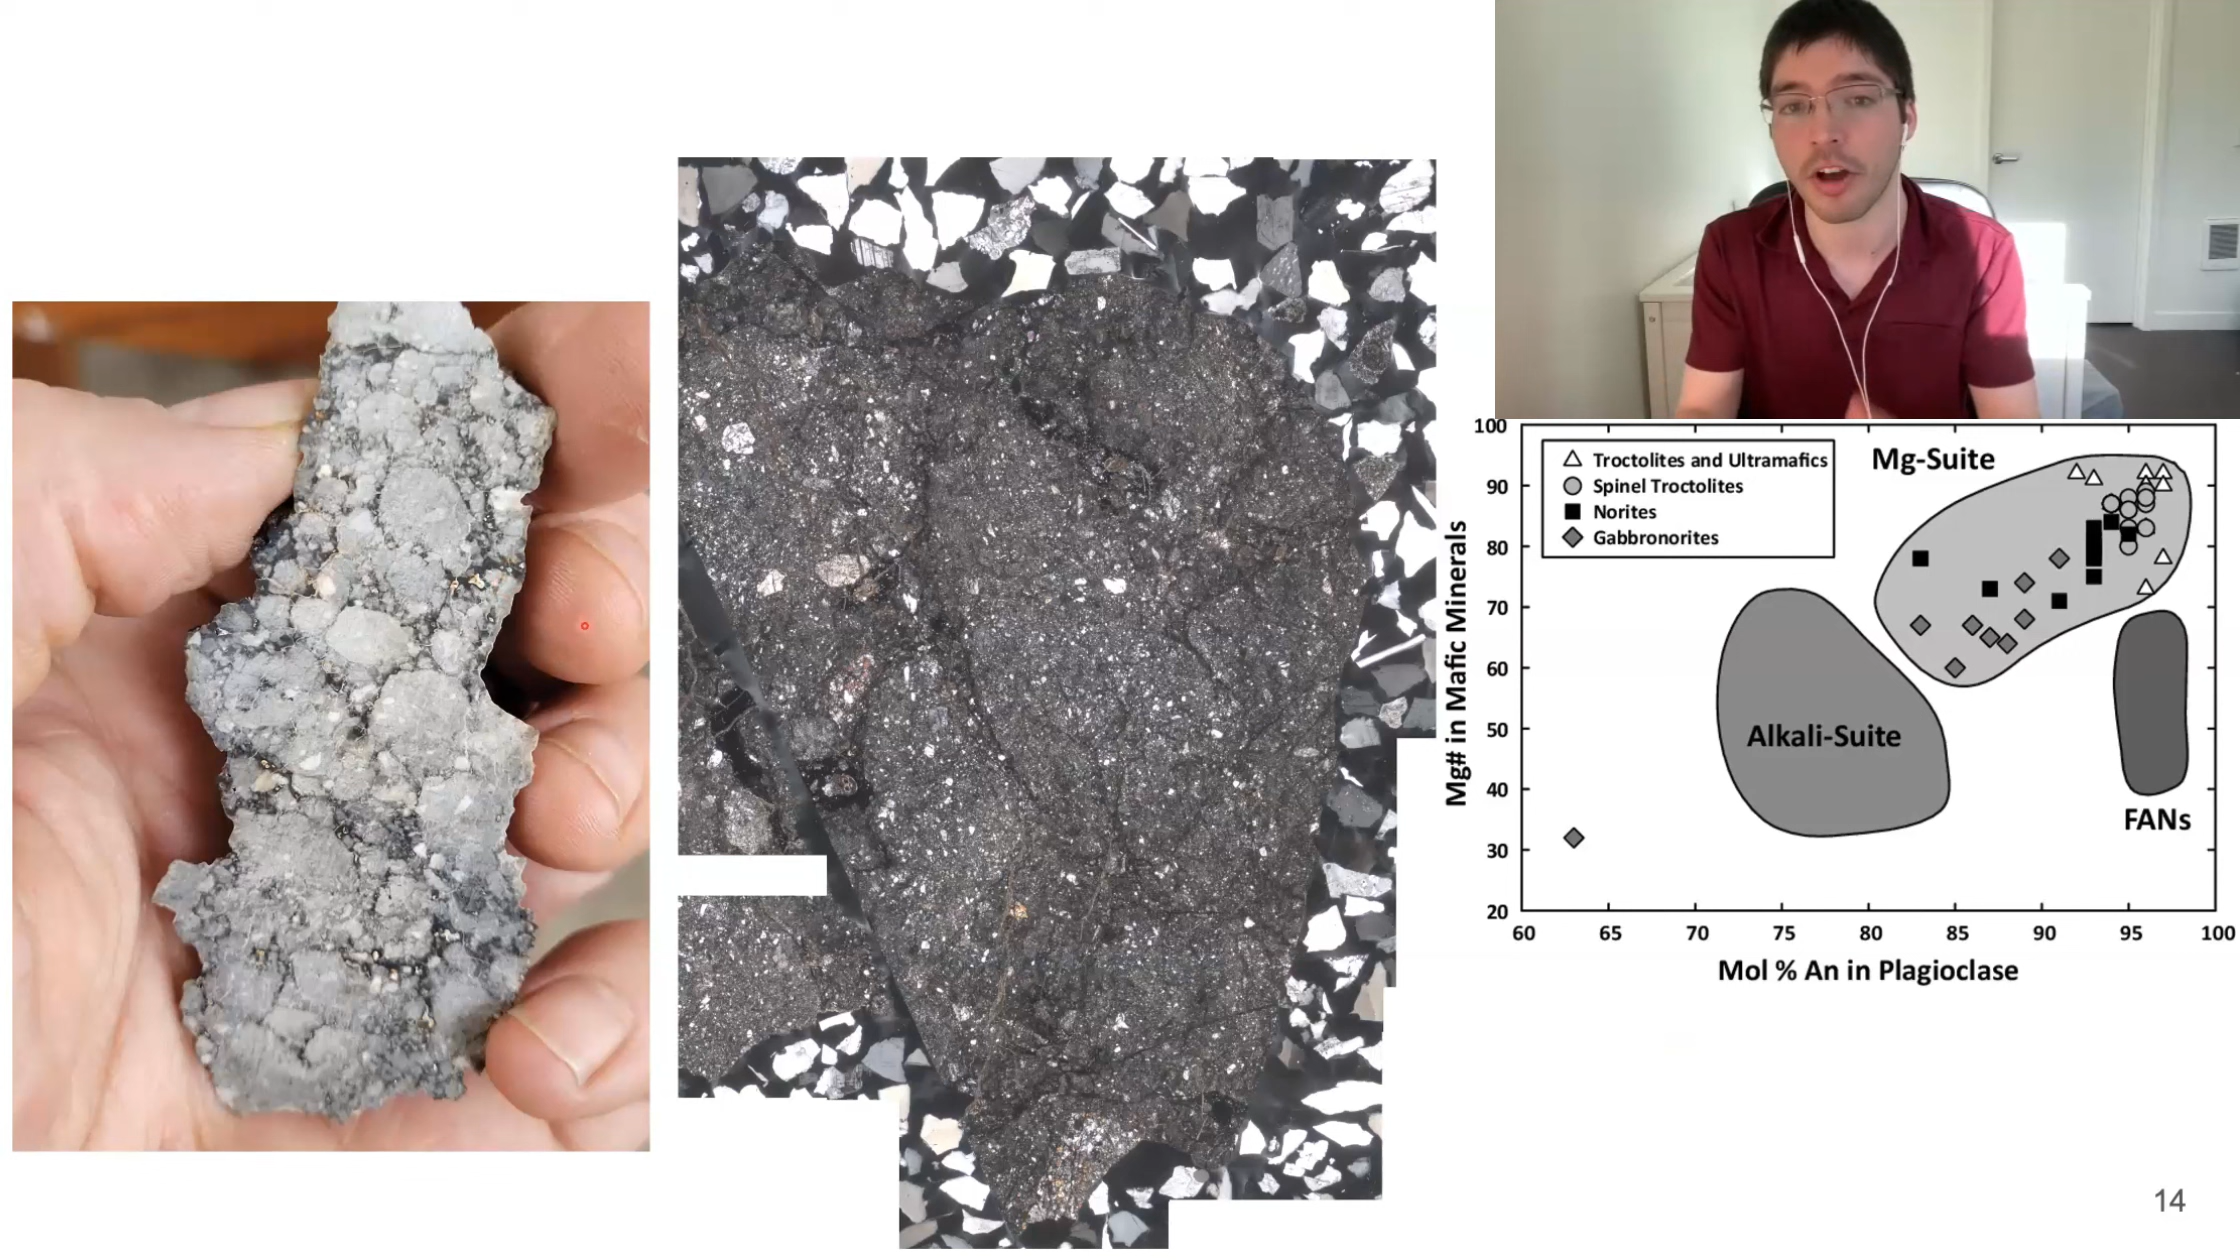 100
90
80
70
60
50
40
30
20
Mg# in Mafic Minerals
Troctolites and Ultramafics
Spinel Troctolites
Norites
Gabbronorites
Mg-Suite
Alkali-Suite
FANs
60 65 70 75 80 85 90 95 100
Mol % An in Plagioclase
14